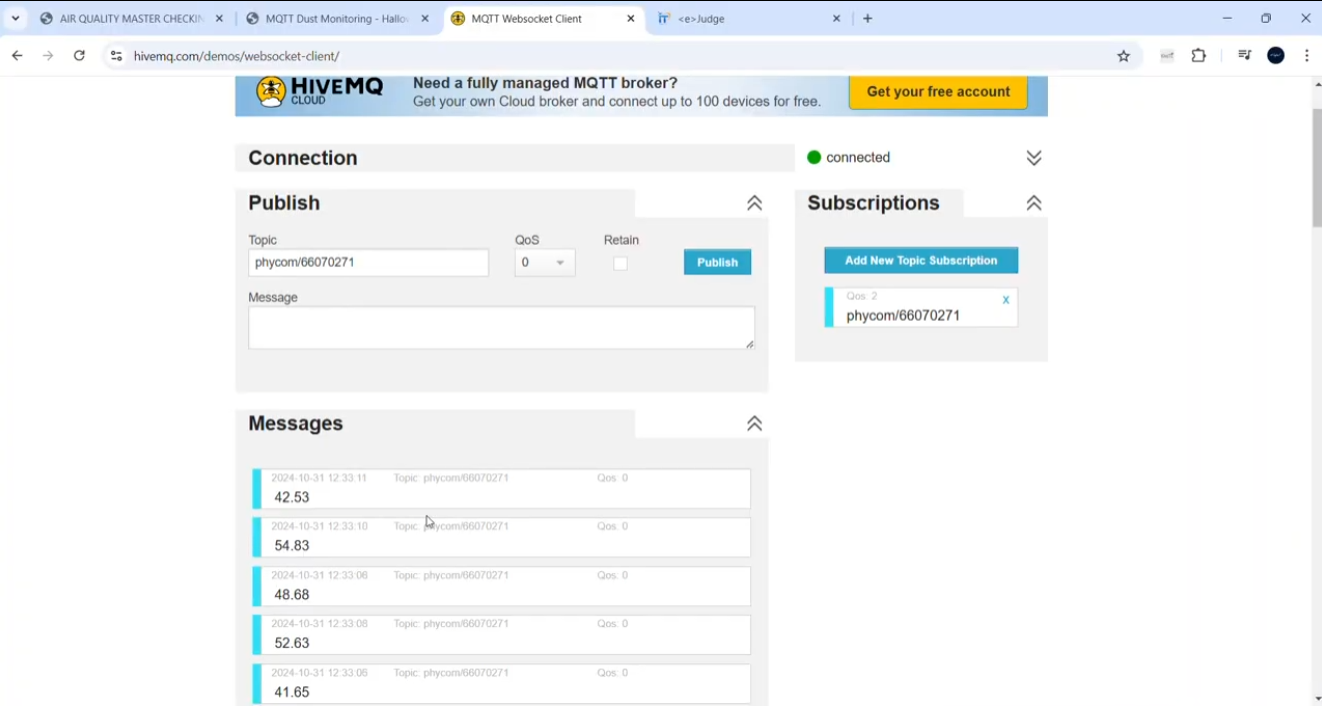 AIR QUALITY MASTER CHECKIN
MQTT Dust Monitoring - Hallo
MQTT Websocket Client
<e>Judge
hivemq.com/demos/websocket-client/
HIVEMQ
CLOUD
Need a fully managed MQTT broker?
Get your own Cloud broker and connect up to 100 devices for free.
Get your free account
Connection
connected
Publish
Topic
QoS
Retain
phycom/66070271
0
Publish
Message
Subscriptions
Add New Topic Subscription
Qos: 2
x
phycom/66070271
Messages
2024-10-31 12:33:11 Topic: phycom/66070271 Qos: 0
42.53
2024-10-31 12:33:10 Topic: phycom/66070271 Qos: 0
54.83
2024-10-31 12:33:06 Topic: phycom/66070271 Qos: 0
48.68
2024-10-31 12:33:08 Topic: phycom/66070271 Qos: 0
52.63
2024-10-31 12:33:06 Topic: phycom/66070271 Qos: 0
41.65